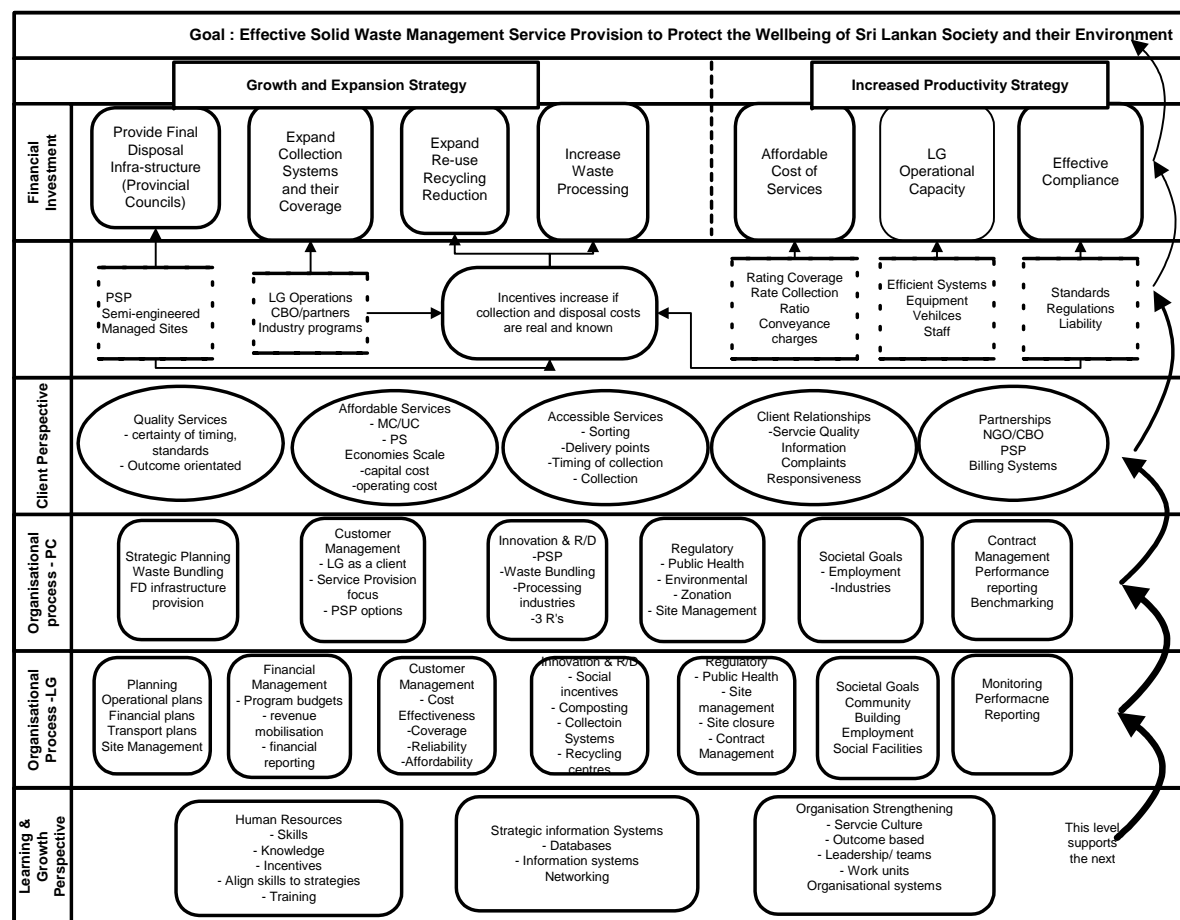 Goal : Effective Solid Waste Management Service Provision to Protect the Wellbeing of Sri Lankan Society and their Environment
Growth and Expansion Strategy
Increased Productivity Strategy
Financial
Investment
Provide Final
Disposal
Infra-structure
(Provincial
Councils)
Expand
Collection
Systems
and their
Coverage
Expand
Re-use
Recycling
Reduction
Increase
Waste
Processing
Affordable
Cost of
Services
LG
Operational
Capacity
Effective
Compliance
PSP
Semi-engineered
Managed Sites
LG Operations
CBO/partners
Industry programs
Incentives increase if
collection and disposal costs
are real and known
Rating Coverage
Rate Collection
Ratio
Conveyance
charges
Efficient Systems
Equipment
Vehilces
Staff
Standards
Regulations
Liability
Client Perspective
Quality Services
- certainty of timing,
standards
- Outcome orientated
Affordable Services
- MC/UC
- PS
Economies Scale
-capital cost
-operating cost
Accessible Services
- Sorting
-Delivery points
-Timing of collection
- Collection
Client Relationships
-Servcie Quality
Information
Complaints
Responsiveness
Partnerships
NGO/CBO
PSP
Billing Systems
Organisational
process - PC
Strategic Planning
Waste Bundling
FD infrastructure
provision
Customer
Management
- LG as a client
- Service Provision
focus
- PSP options
Innovation & R/D
-PSP
-Waste Bundling
-Processing
industries
-3 R's
Regulatory
- Public Health
- Environmental
- Zonation
- Site Management
Societal Goals
- Employment
-Industries
Contract
Management
Performance
reporting
Benchmarking
Organisational
Process -LG
Planning
Operational plans
Financial plans
Transport plans
Site Management
Financial
Management
- Program budgets
- revenue
mobilisation
- financial
reporting
Customer
Management
- Cost
Effectiveness
-Coverage
-Reliability
-Affordability
Innovation & R/D
- Social
incentives
- Composting
- Collectoin
Systems
- Recycling
centres
Regulatory
- Public Health
- Site
management
- Site closure
- Contract
Management
Societal Goals
Community
Building
Employment
Social Facilities
Monitoring
Performacne
Reporting
Learning &
Growth
Perspective
Human Resources
- Skills
- Knowledge
- Incentives
- Align skills to strategies
- Training
Strategic information Systems
- Databases
- Information systems
Networking
Organisation Strengthening
- Servcie Culture
- Outcome based
- Leadership/ teams
- Work units
Organisational systems
This level
supports
the next